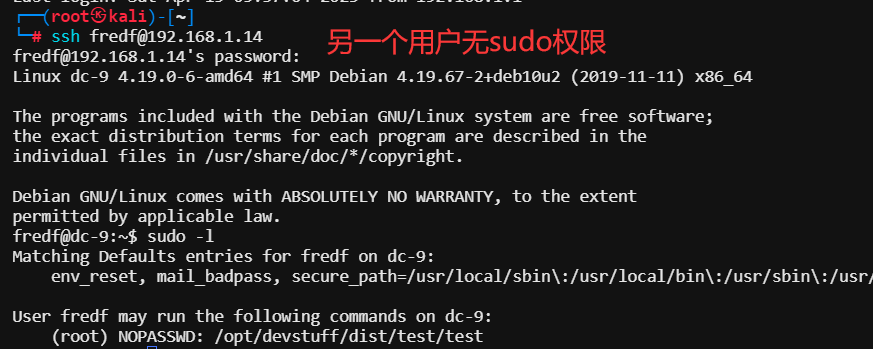 ┌──(root㉿kali)-[~]
└─# ssh fredf@192.168.1.14
另一个用户无sudo权限
fredf@192.168.1.14's password:
Linux dc-9 4.19.0-6-amd64 #1 SMP Debian 4.19.67-2+deb10u2 (2019-11-11) x86_64
The programs included with the Debian GNU/Linux system are free software;
the exact distribution terms for each program are described in the
individual files in /usr/share/doc/*/copyright.
Debian GNU/Linux comes with ABSOLUTELY NO WARRANTY, to the extent
permitted by applicable law.
fredf@dc-9:~$ sudo -l
Matching Defaults entries for fredf on dc-9:
env_reset, mail_badpass, secure_path=/usr/local/sbin\:/usr/local/bin\:/usr/sbin\:/usr/
User fredf may run the following commands on dc-9:
(root) NOPASSWD: /opt/devstuff/dist/test/test